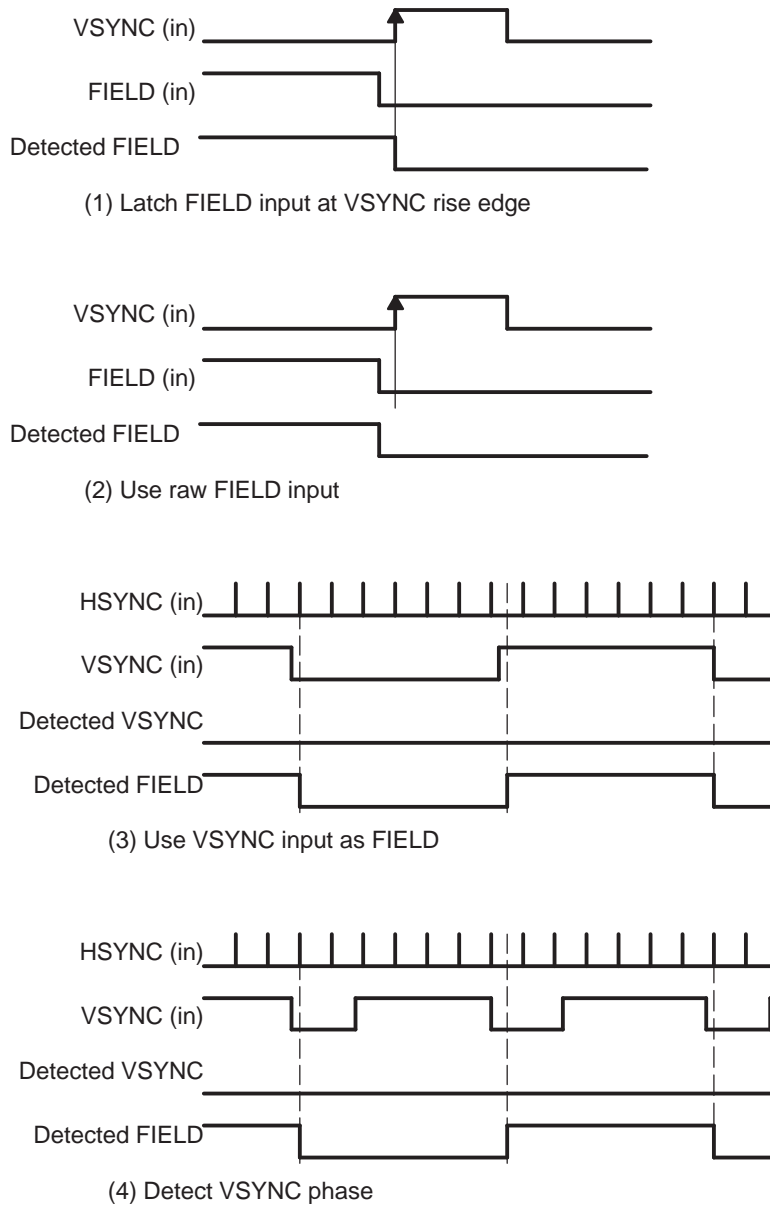 VSYNC (in)
FIELD (in)
Detected FIELD
(1) Latch FIELD input at VSYNC rise edge
VSYNC (in)
FIELD (in)
Detected FIELD
(2) Use raw FIELD input
HSYNC (in)
VSYNC (in)
Detected VSYNC
Detected FIELD
(3) Use VSYNC input as FIELD
HSYNC (in)
VSYNC (in)
Detected VSYNC
Detected FIELD
(4) Detect VSYNC phase